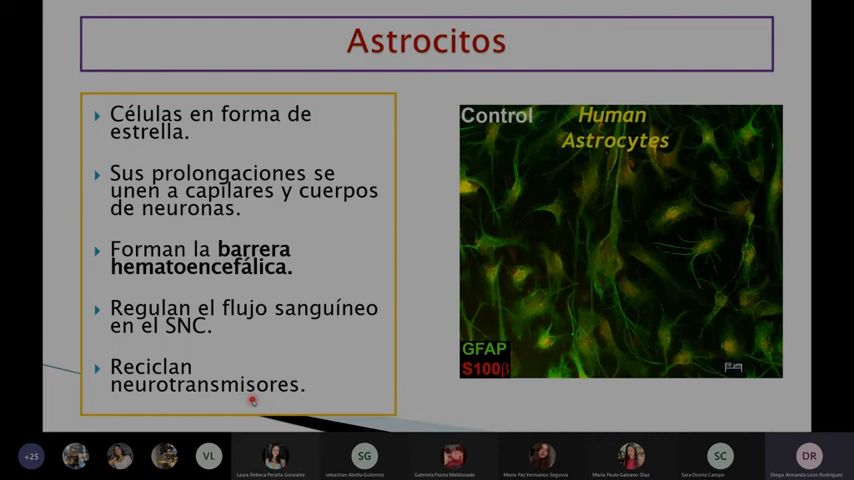 Astrocitos
Células en forma de
estrella.
Sus prolongaciones se
unen a capilares y cuerpos
de neuronas.
Forman la barrera
hematoencefálica.
Regulan el flujo sanguíneo
en el SNC.
Reciclan
neurotransmisores.
Control
Human
Astrocytes
GFAP
S100β
+25
VL
SG
SC
DR
Laura Rebeca Peralta Gonzalez
sebastian Abella Gutierrez
Gabriela Florez Maldonado
Maria Paz Yermanos Segovia
María Paula Galeano Díaz
Sara Osorio Campo
Diego Armando Leon Rodriguez